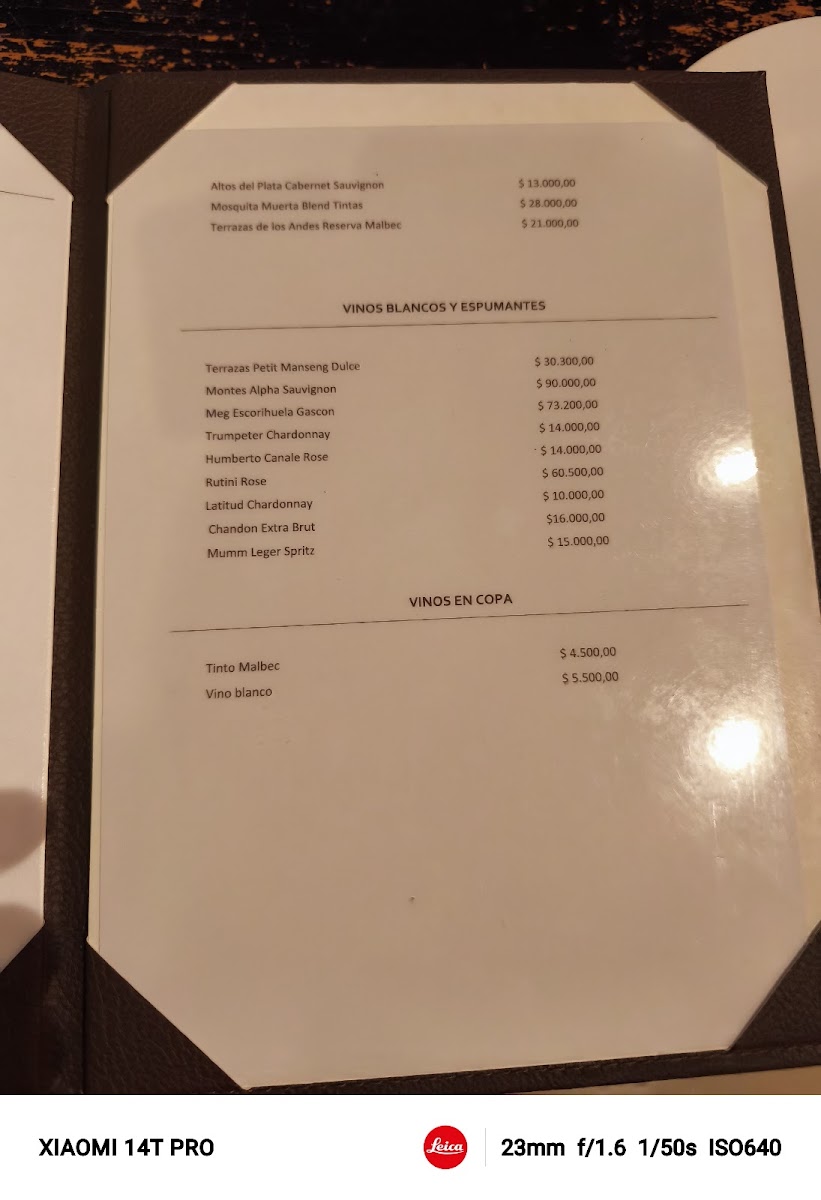 Altos del Plata Cabernet Sauvignon $ 13.000,00
Mosquita Muerta Blend Tintas $ 28.000,00
Terrazas de los Andes Reserva Malbec $ 21.000,00
VINOS BLANCOS Y ESPUMANTES
Terrazas Petit Manseng Dulce $ 30.300,00
Montes Alpha Sauvignon $ 90.000,00
Meg Escorihuela Gascon $ 73.200,00
Trumpeter Chardonnay $ 14.000,00
Humberto Canale Rose $ 14.000,00
Rutini Rose $ 60.500,00
Latitud Chardonnay $ 10.000,00
Chandon Extra Brut $16.000,00
Mumm Leger Spritz $ 15.000,00
VINOS EN COPA
Tinto Malbec $ 4.500,00
Vino blanco $ 5.500,00
XIAOMI 14T PRO Leica 23mm f/1.6 1/50s ISO640